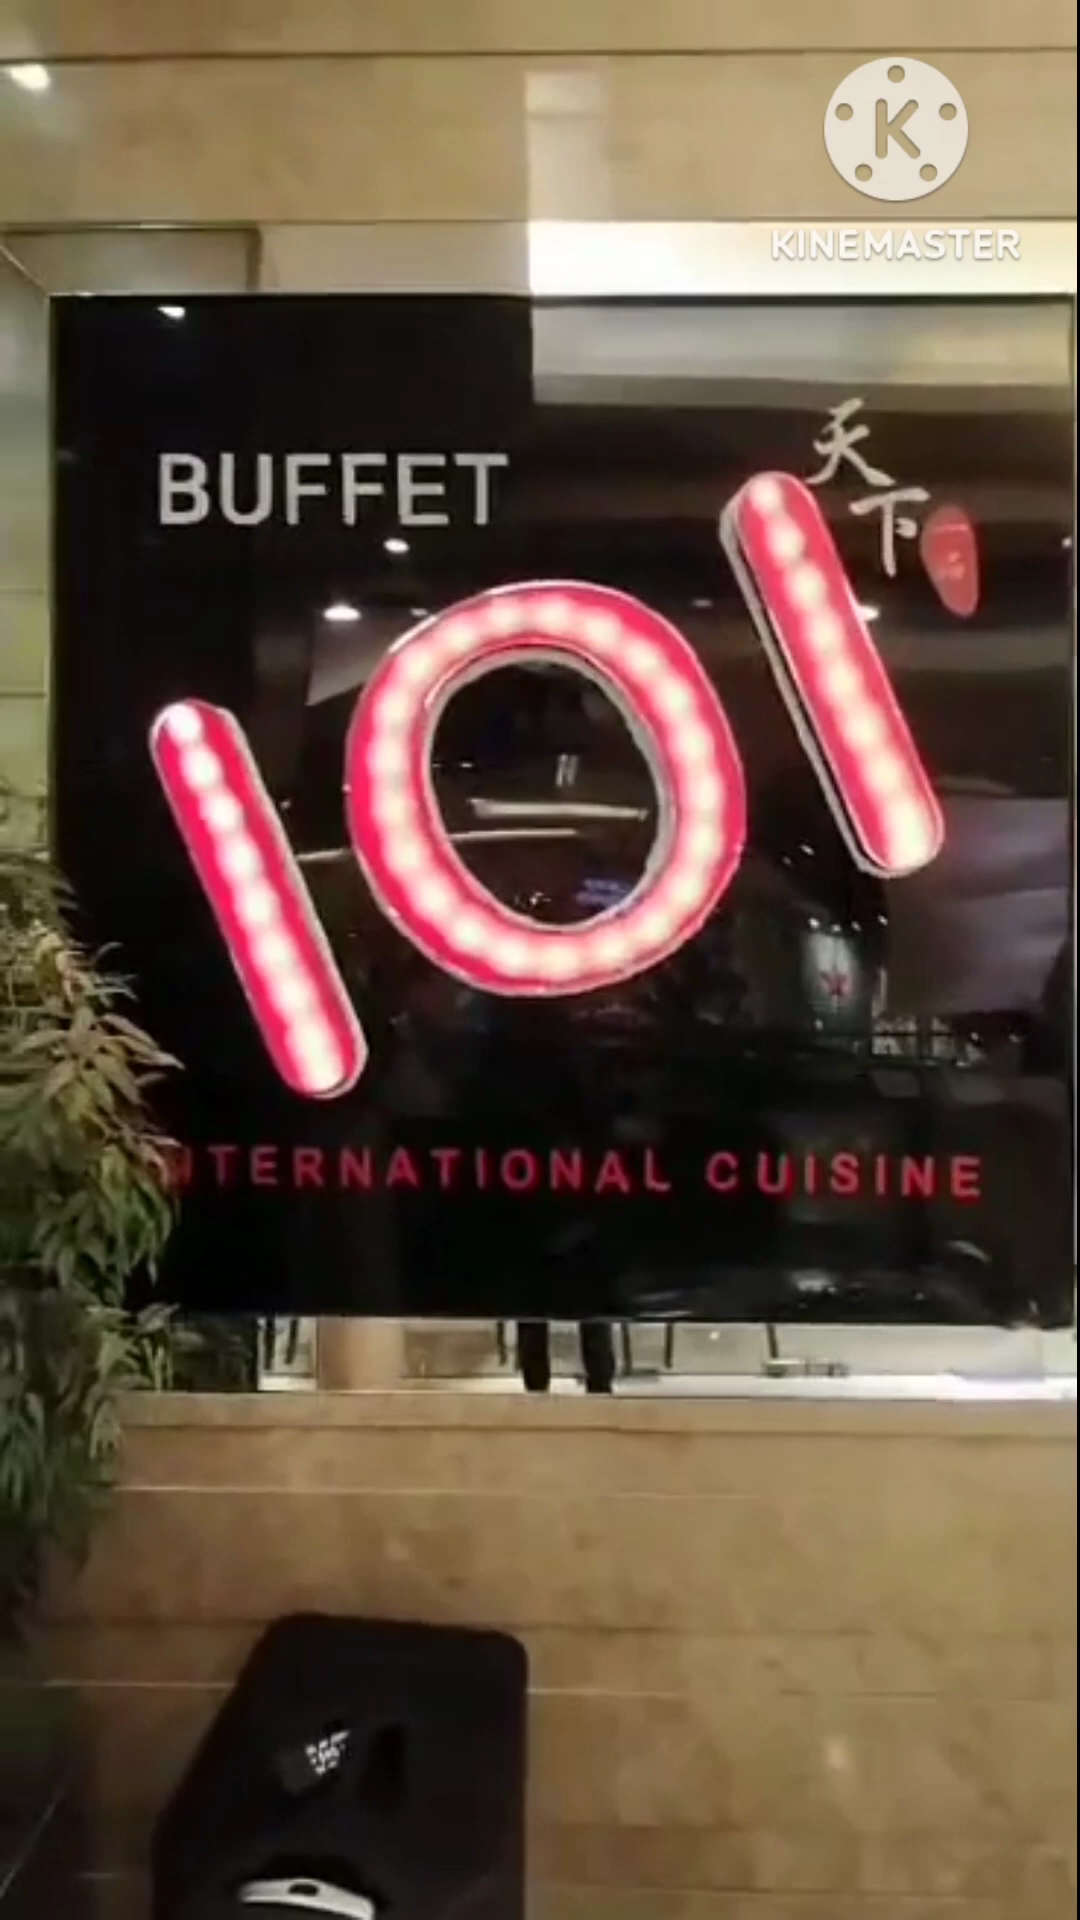 KINEMASTER
BUFFET
天下
101
INTERNATIONAL CUISINE